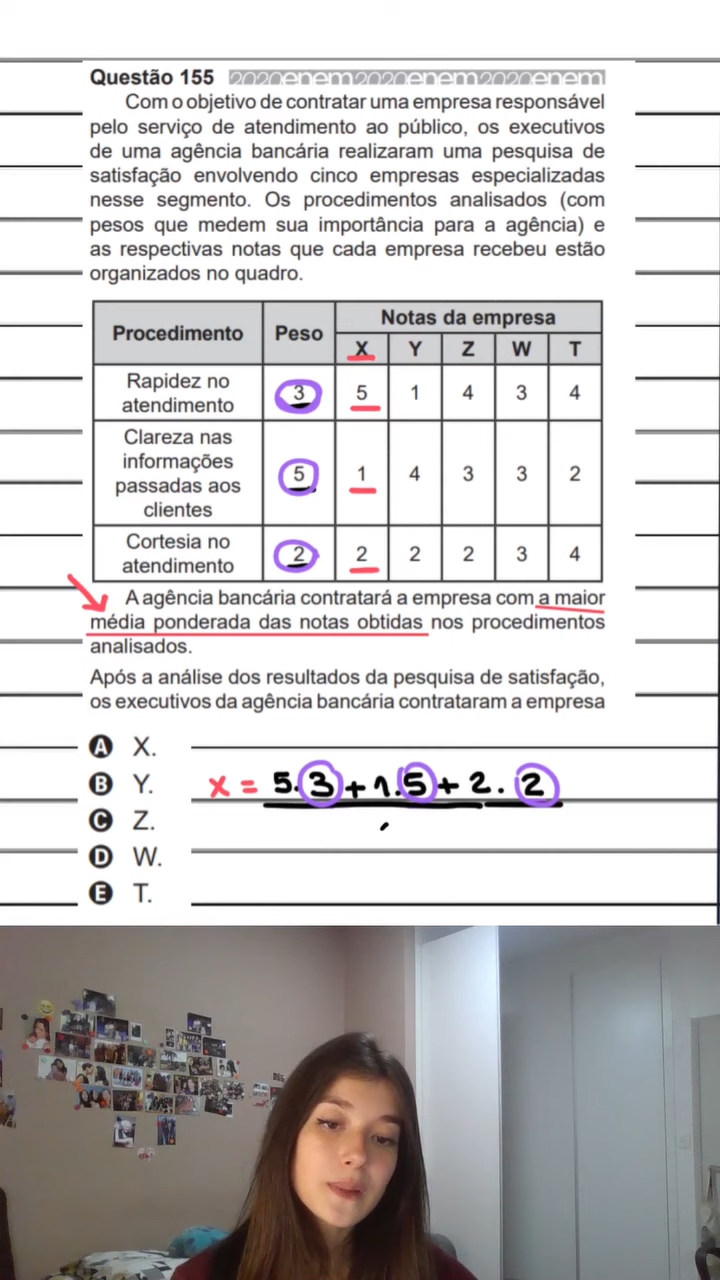 Questão 155 2020enem2020enem2020enem
Com o objetivo de contratar uma empresa responsável
pelo serviço de atendimento ao público, os executivos
de uma agência bancária realizaram uma pesquisa de
satisfação envolvendo cinco empresas especializadas
nesse segmento. Os procedimentos analisados (com
pesos que medem sua importância para a agência) e
as respectivas notas que cada empresa recebeu estão
organizados no quadro.
Procedimento Peso Notas da empresa
X Y Z W T
Rapidez no
atendimento 3 5 1 4 3 4
Clareza nas
informações
passadas aos
clientes 5 1 4 3 3 2
Cortesia no
atendimento 2 2 2 2 3 4
A agência bancária contratará a empresa com a maior
média ponderada das notas obtidas nos procedimentos
analisados.
Após a análise dos resultados da pesquisa de satisfação,
os executivos da agência bancária contrataram a empresa
A X.
B Y.
C Z.
D W.
E T.
x = 5.3+1.5+2.2